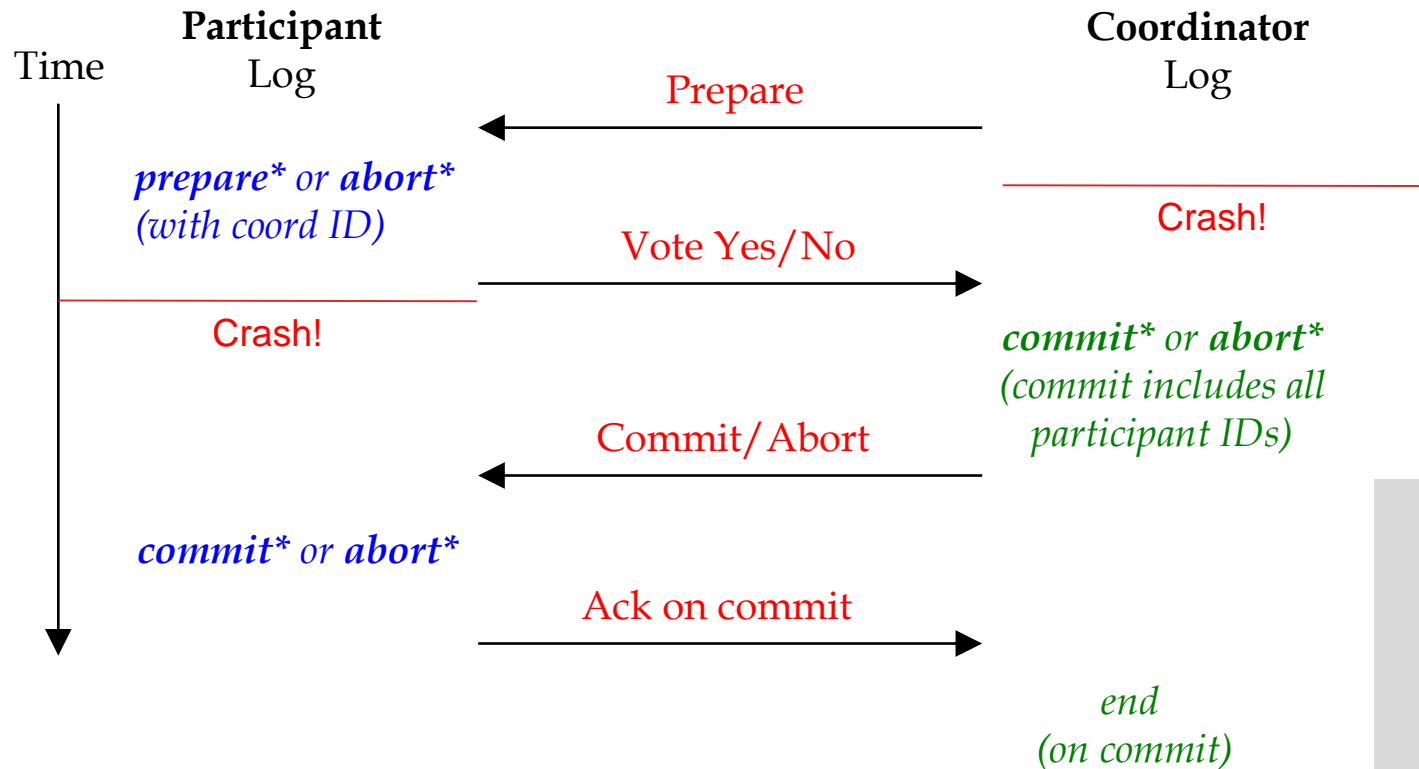 Time
Participant
Log
Coordinator
Log
Prepare
prepare* or abort*
(with coord ID)
Crash!
Vote Yes/No
Crash!
commit* or abort*
(commit includes all
participant IDs)
Commit/Abort
commit* or abort*
Ack on commit
end
(on commit)